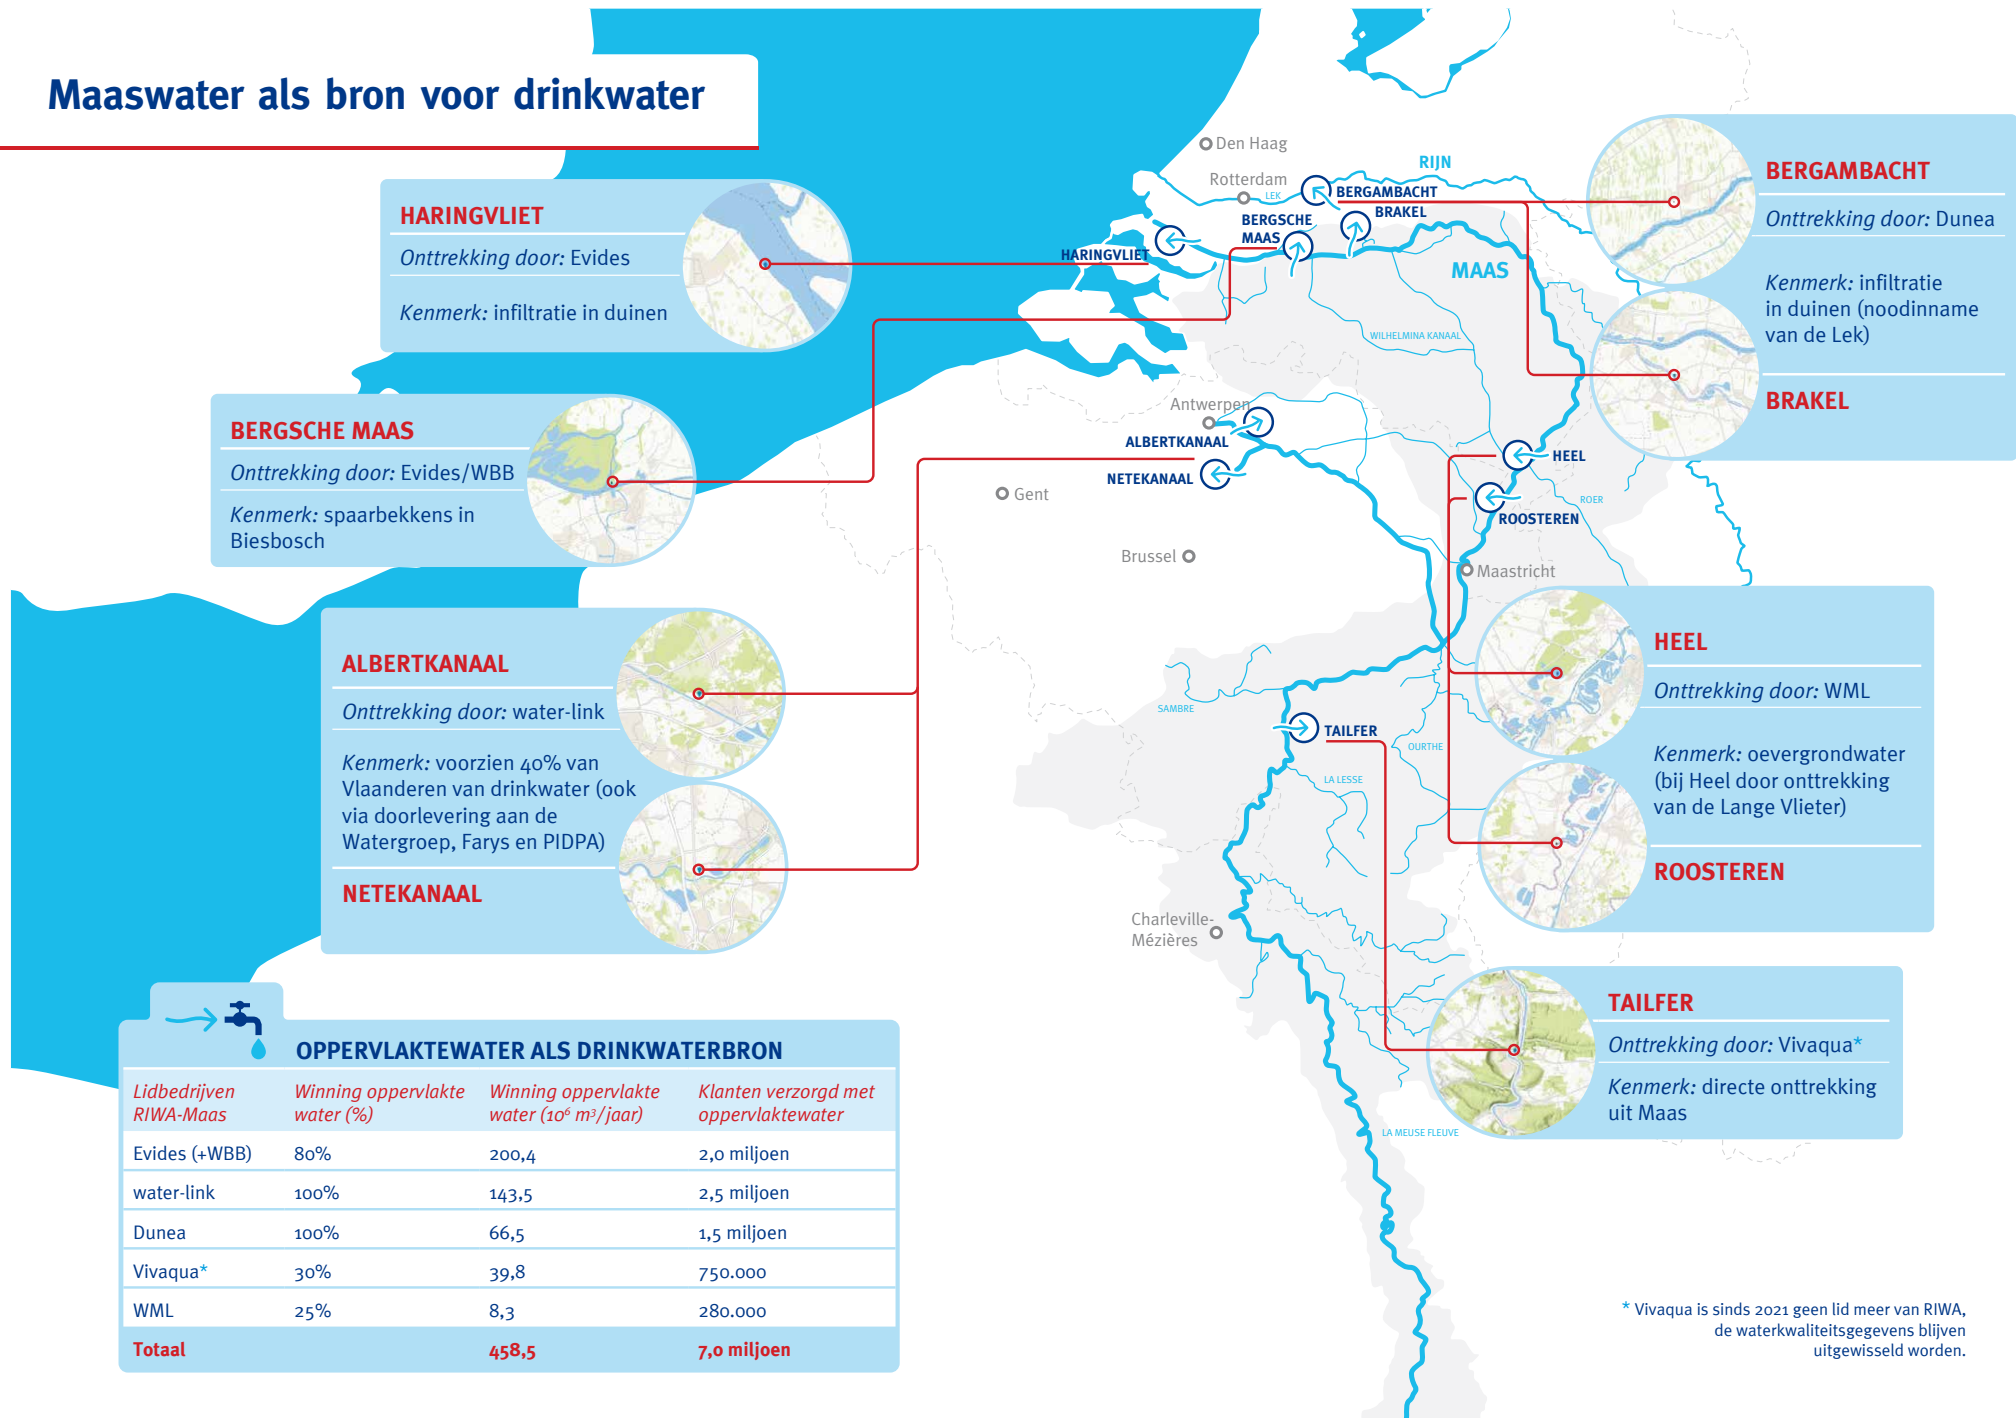 Maaswater als bron voor drinkwater
HARINGVLIET
Onttrekking door: Evides
Kenmerk: infiltratie in duinen
BERGSCHE MAAS
Onttrekking door: Evides/WBB
Kenmerk: spaarbekkens in
Biesbosch
ALBERTKANAAL
Onttrekking door: water-link
Kenmerk: voorzien 40% van
Vlaanderen van drinkwater (ook
via doorlevering aan de
Watergroep, Farys en PIDPA)
NETEKANAAL
Den Haag
Rotterdam
LEK
RIJN
BERGAMBACHT
BRAKEL
BERGSCHE
MAAS
HARINGVLIET
MAAS
WILHELMINA KANAAL
Antwerpen
ALBERTKANAAL
NETEKANAAL
HEEL
ROER
ROOSTEREN
Gent
Brussel
Maastricht
SAMBRE
TAILFER
OURTHE
LA LESSE
Charleville-
Mézières
LA MEUSE FLEUVE
BERGAMBACHT
Onttrekking door: Dunea
Kenmerk: infiltratie
in duinen (noodinname
van de Lek)
BRAKEL
HEEL
Onttrekking door: WML
Kenmerk: oevergrondwater
(bij Heel door onttrekking
van de Lange Vlieter)
ROOSTEREN
TAILFER
Onttrekking door: Vivaqua*
Kenmerk: directe onttrekking
uit Maas
OPPERVLAKTEWATER ALS DRINKWATERBRON
Lidbedrijven RIWA-Maas | Winning oppervlakte water (%) | Winning oppervlakte water (10⁶ m³/jaar) | Klanten verzorgd met oppervlaktewater
Evides (+WBB) 80% 200,4 2,0 miljoen
water-link 100% 143,5 2,5 miljoen
Dunea 100% 66,5 1,5 miljoen
Vivaqua* 30% 39,8 750.000
WML 25% 8,3 280.000
Totaal 458,5 7,0 miljoen
* Vivaqua is sinds 2021 geen lid meer van RIWA,
de waterkwaliteitsgegevens blijven
uitgewisseld worden.